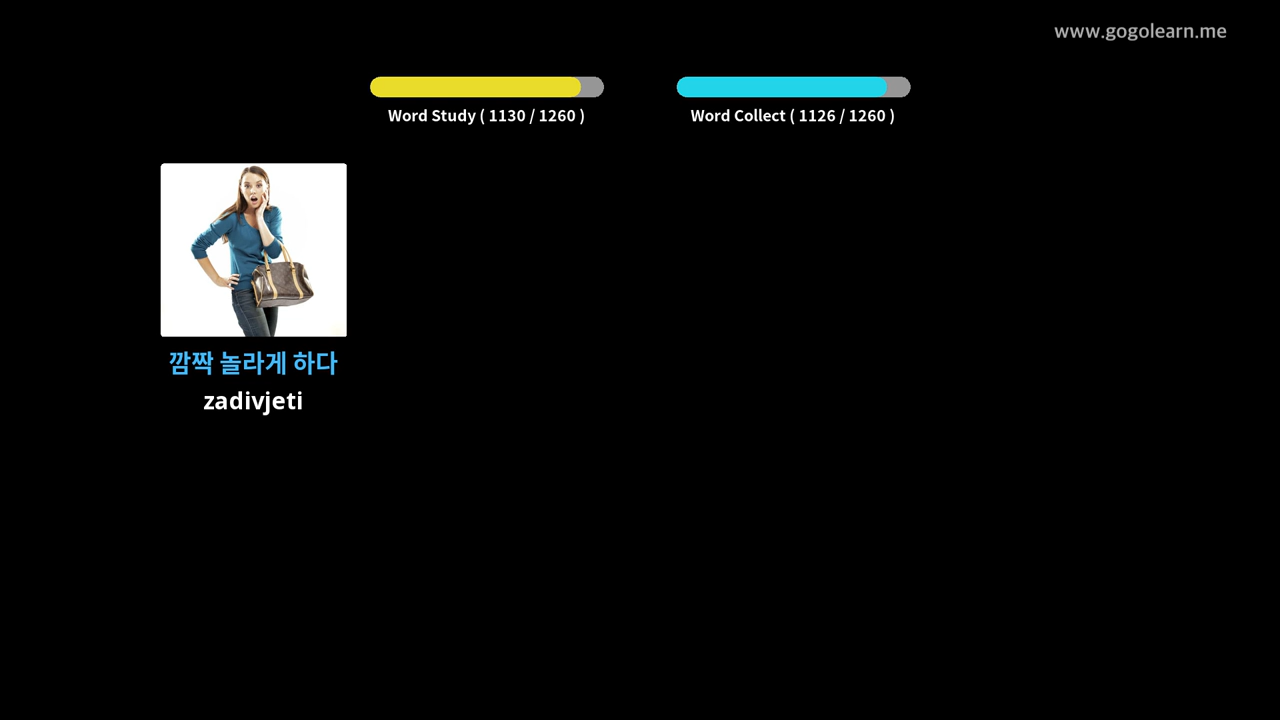 www.gogolearn.me
Word Study ( 1130 / 1260 )
Word Collect ( 1126 / 1260 )
깜짝 놀라게 하다
zadivjeti